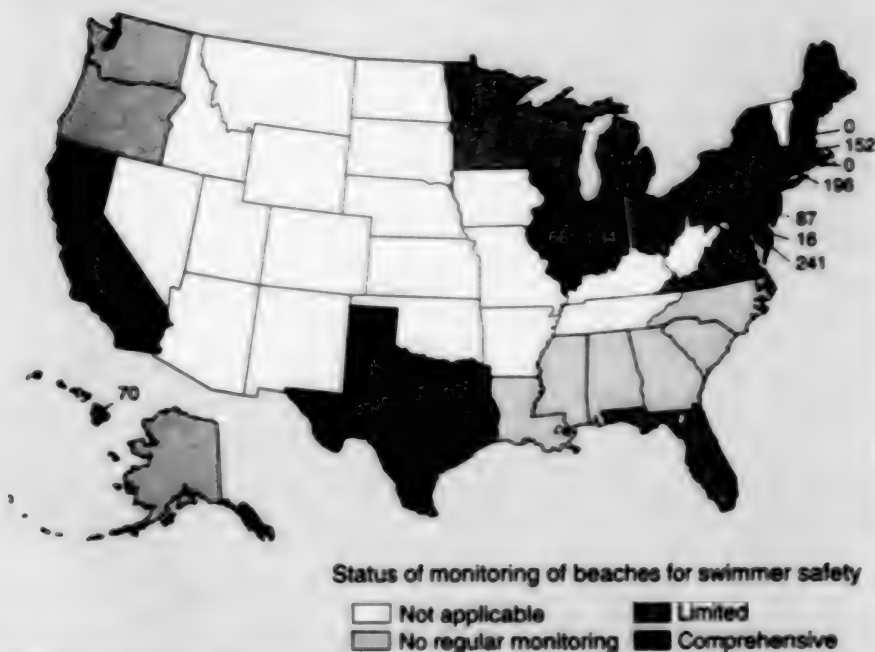 0
152
0
196
87
16
241
70
Status of monitoring of beaches for swimmer safety
Not applicable
Limited
No regular monitoring
Comprehensive